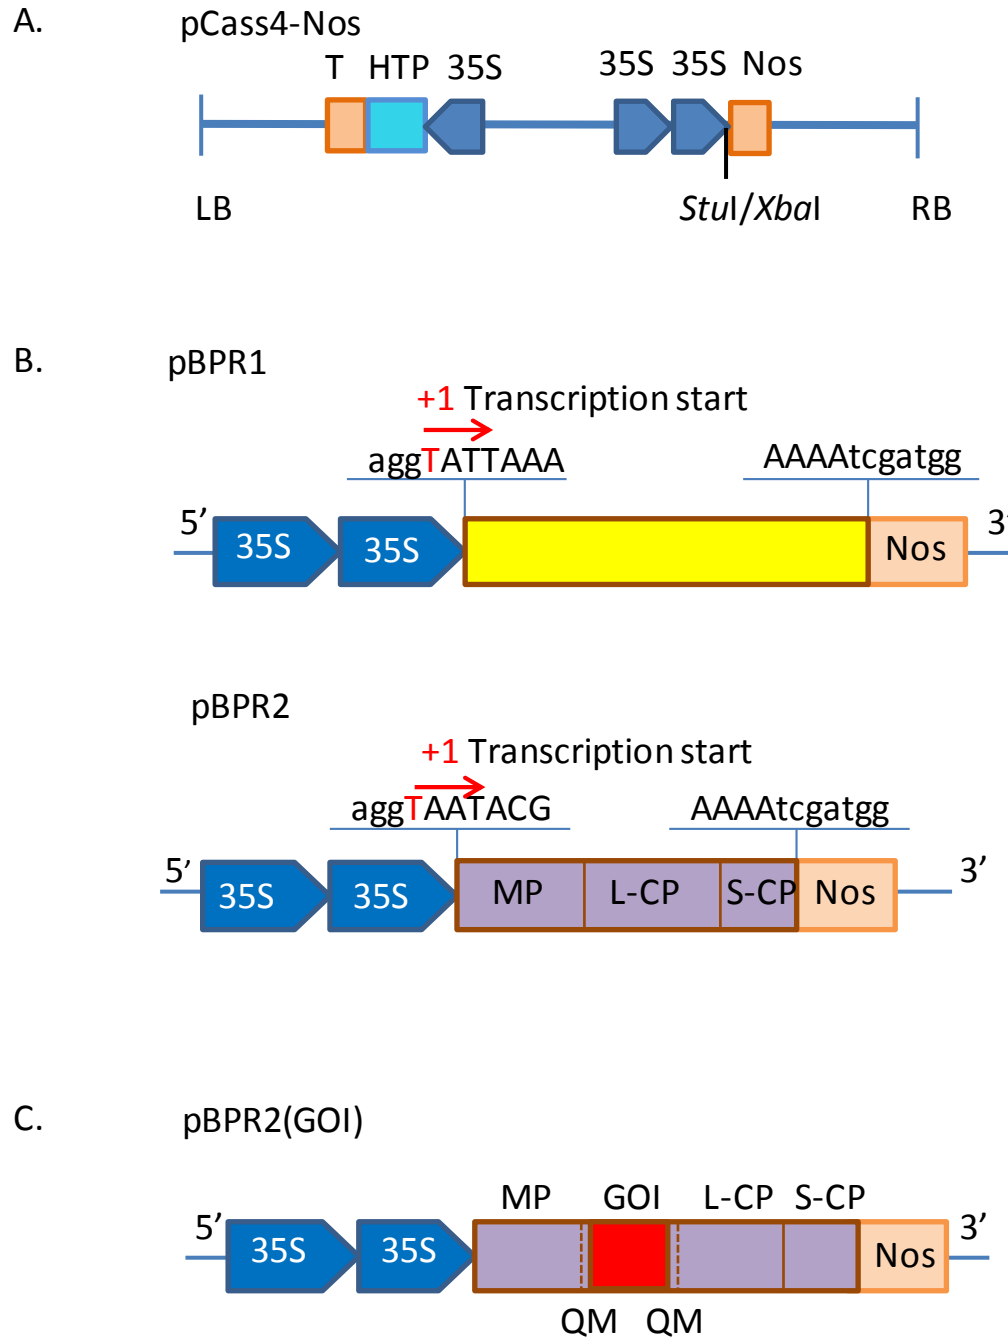 A.
pCass4-Nos
T HTP 35S 35S 35S Nos
LB StuI/XbaI RB
B.
pBPR1
+1 Transcription start
aggTATTAAA AAAAtcgatgg
5’ 35S 35S Nos 3’
pBPR2
+1 Transcription start
aggTAATACG AAAAtcgatgg
5’ 35S 35S MP L-CP S-CP Nos 3’
C.
pBPR2(GOI)
MP GOI L-CP S-CP
5’ 35S 35S Nos 3’
QM QM